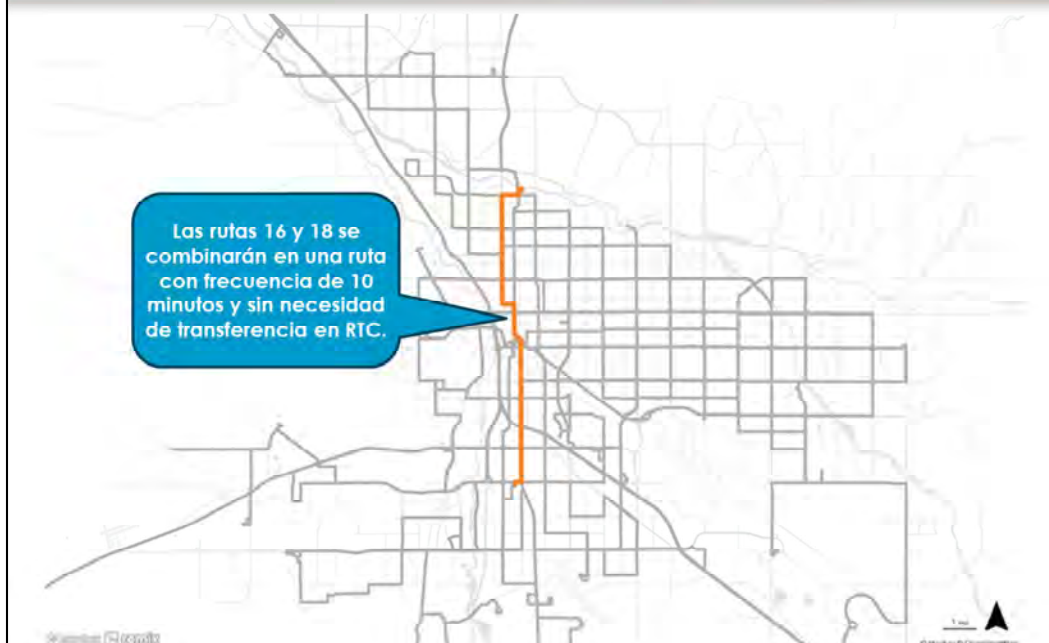 Las rutas 16 y 18 se
combinarán en una ruta
con frecuencia de 10
minutos y sin necesidad
de transferencia en RTC.
remix